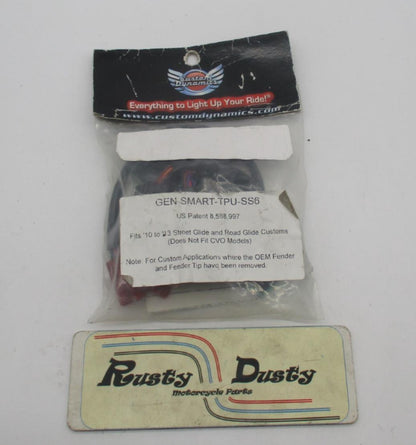 Custom
Dynamics
Everything to Light Up Your Ride!®
www.customdynamics.com
GEN-SMART-TPU-SS6
US Patent 8,568,997
Fits '10 to '13 Street Glide and Road Glide Customs
(Does Not Fit CVO Models)
Note: For Custom Applications where the OEM Fender
and Feeder Tip have been removed.
Rusty Dusty
Motorcycle Parts